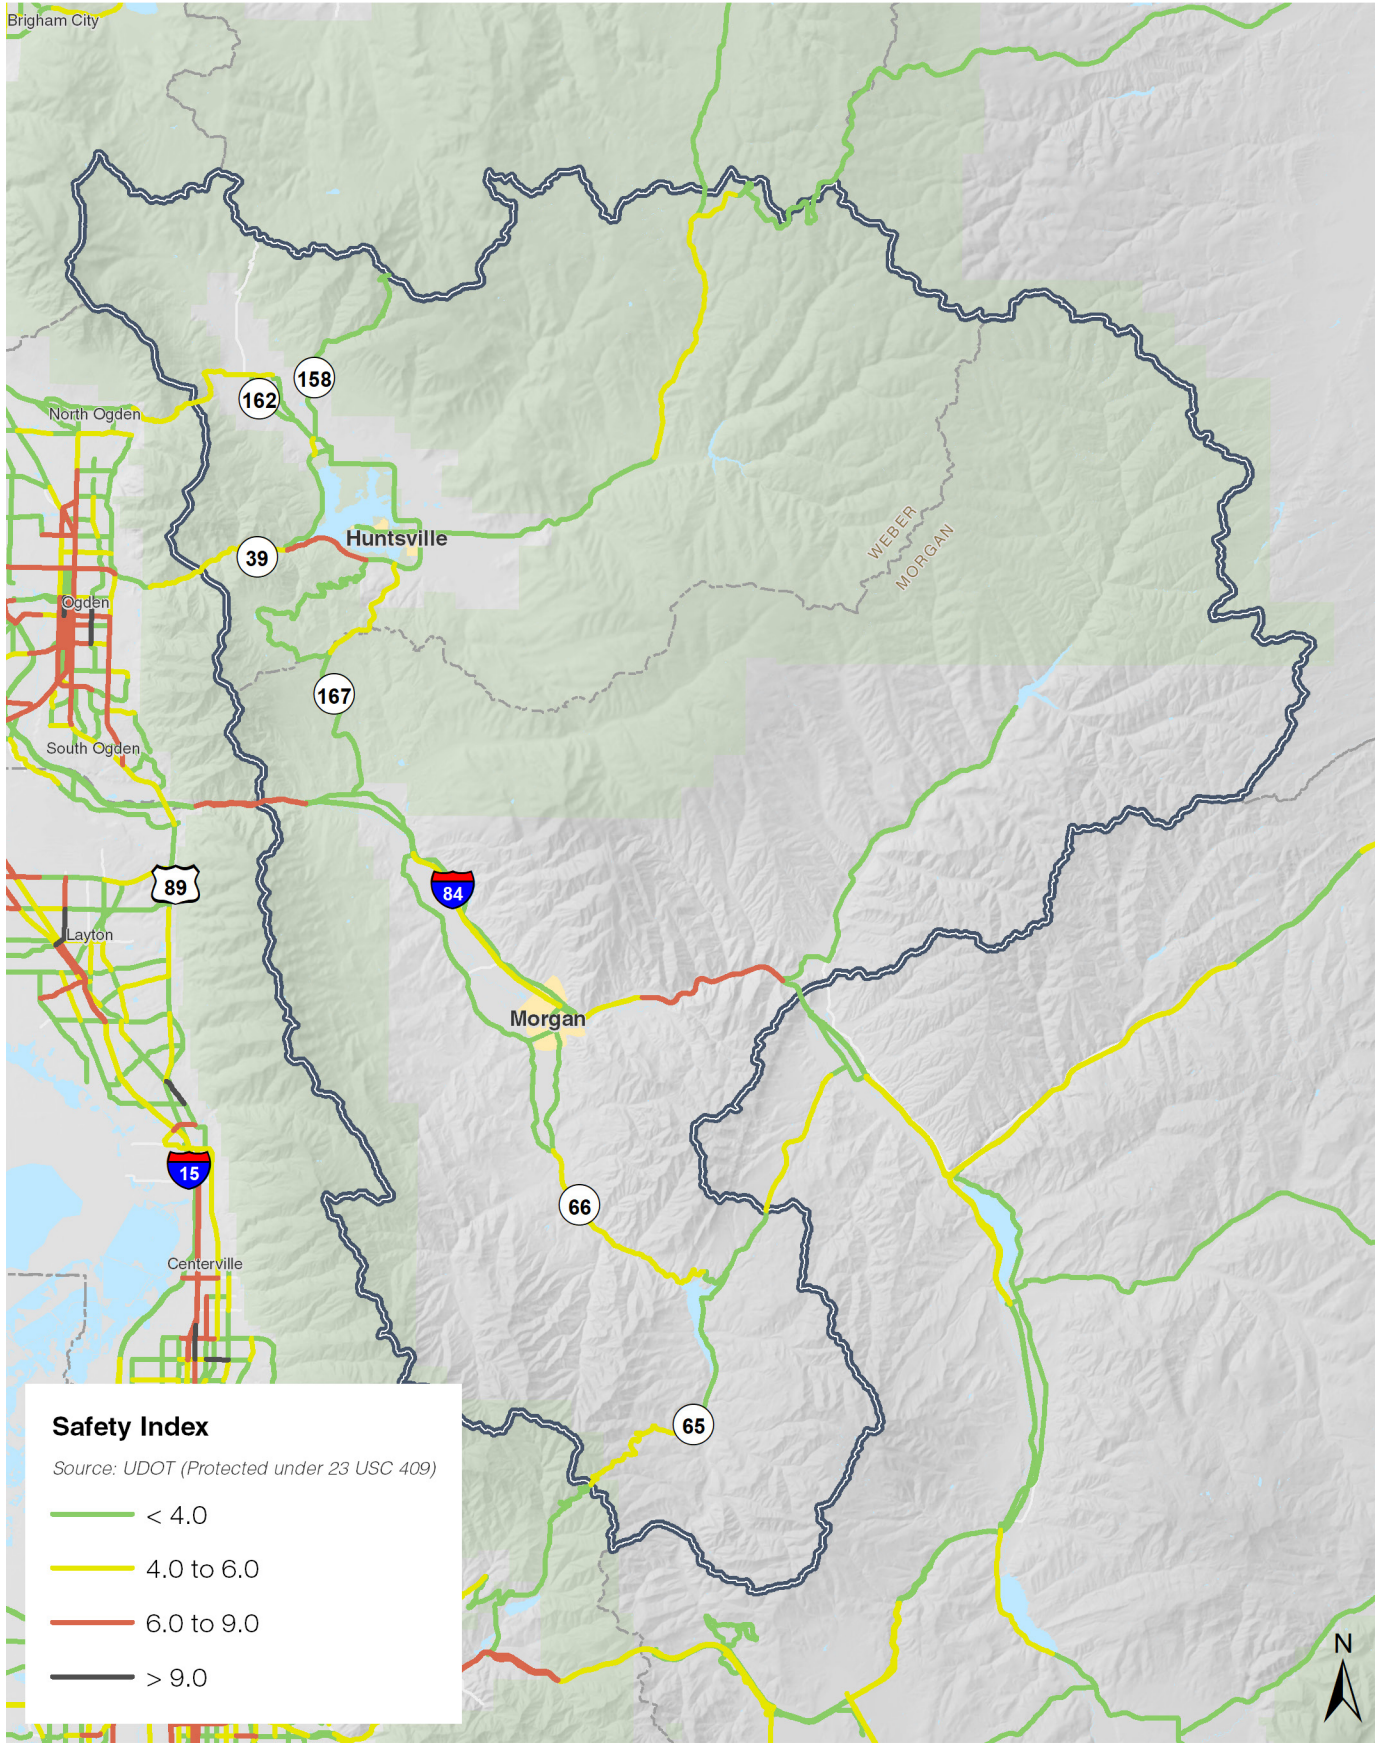 Brigham City
158
162
North Ogden
Huntsville
39
WEBER
MORGAN
Ogden
167
South Ogden
89
84
Layton
Morgan
15
66
Centerville
65
Safety Index
Source: UDOT (Protected under 23 USC 409)
< 4.0
4.0 to 6.0
6.0 to 9.0
> 9.0
N